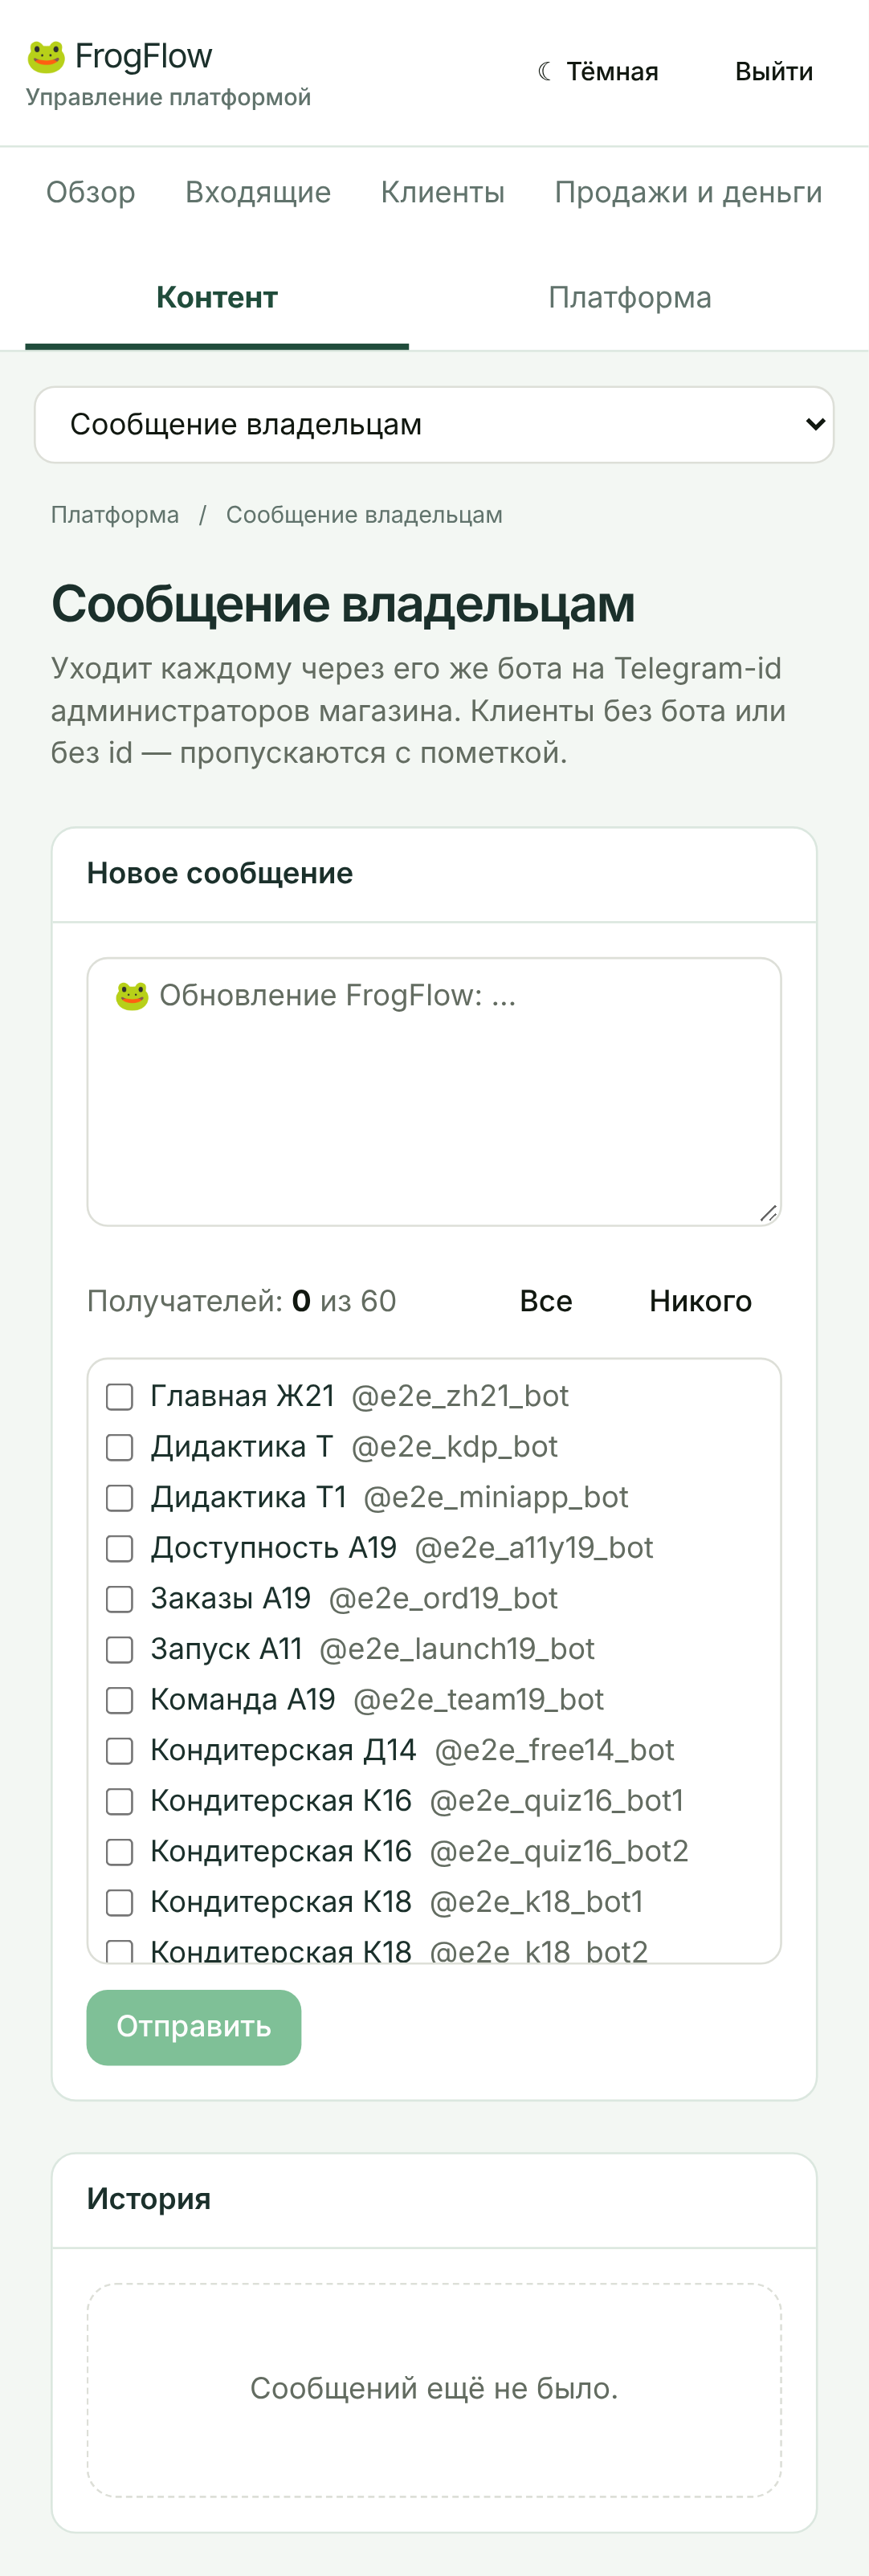 🐸 FrogFlow
Управление платформой
☾ Тёмная
Выйти
Обзор Входящие Клиенты Продажи и деньги
Контент Платформа
Сообщение владельцам
Платформа / Сообщение владельцам
Сообщение владельцам
Уходит каждому через его же бота на Telegram-id
администраторов магазина. Клиенты без бота или
без id — пропускаются с пометкой.
Новое сообщение
🐸 Обновление FrogFlow: ...
Получателей: 0 из 60 Все Никого
Главная Ж21 @e2e_zh21_bot
Дидактика Т @e2e_kdp_bot
Дидактика Т1 @e2e_miniapp_bot
Доступность А19 @e2e_a11y19_bot
Заказы А19 @e2e_ord19_bot
Запуск А11 @e2e_launch19_bot
Команда А19 @e2e_team19_bot
Кондитерская Д14 @e2e_free14_bot
Кондитерская К16 @e2e_quiz16_bot1
Кондитерская К16 @e2e_quiz16_bot2
Кондитерская К18 @e2e_k18_bot1
Кондитерская К18 @e2e_k18_bot2
Отправить
История
Сообщений ещё не было.